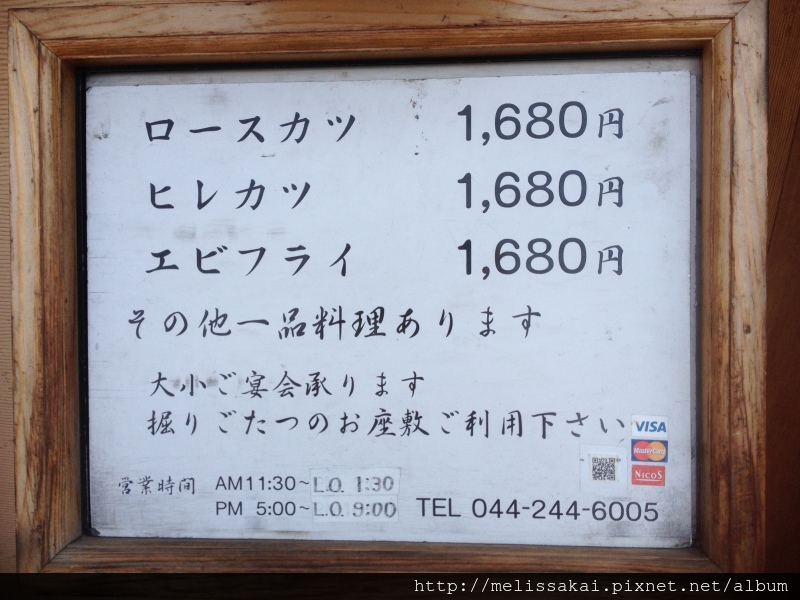 ロースカツ 1,680円
ヒレカツ 1,680円
エビフライ 1,680円
その他一品料理あります
大小ご宴会承ります
掘りごたつのお座敷ご利用下さい
VISA
MasterCard
NICOS
営業時間 AM11:30~L.O. 1:30
PM 5:00~L.O. 9:00
TEL 044-244-6005
http://melissakai.pixnet.net/album